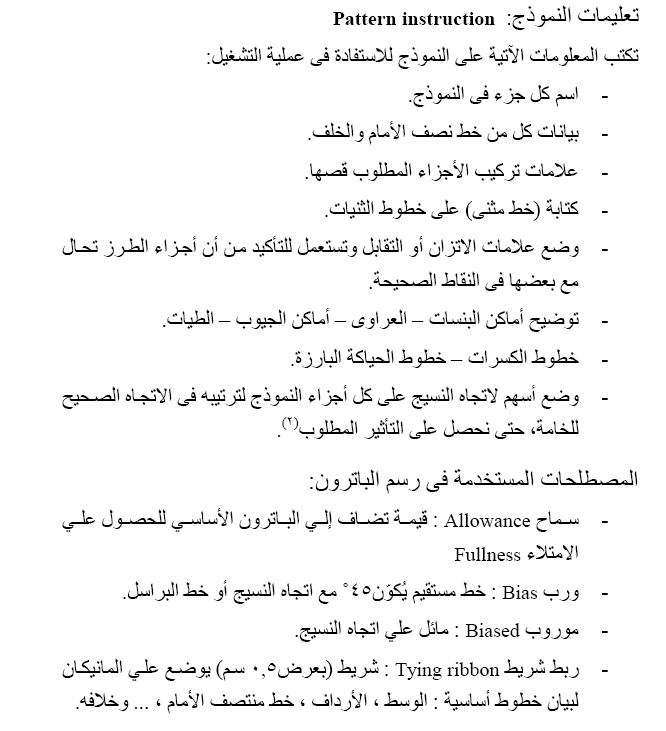 تعليمات النموذج: Pattern instruction
تكتب المعلومات الآتية على النموذج للاستفادة فى عملية التشغيل:
- اسم كل جزء فى النموذج.
- بيانات كل من خط نصف الأمام والخلف.
- علامات تركيب الأجزاء المطلوب قصها.
- كتابة (خط مثنى) على خطوط الثنيات.
- وضع علامات الاتزان أو التقابل وتستعمل للتأكيد من أن أجزاء الطرز تحال
مع بعضها فى النقاط الصحيحة.
- توضيح أماكن البنسات – العراوى – أماكن الجيوب – الطيات.
- خطوط الكسرات – خطوط الحياكة البارزة.
- وضع أسهم لاتجاه النسيج على كل أجزاء النموذج لترتيبه فى الاتجاه الصحيح
للخامة، حتى نحصل على التأثير المطلوب(٢).
المصطلحات المستخدمة فى رسم الباترون:
- سماح Allowance : قيمة تضاف إلي الباترون الأساسي للحصول علي
الامتلاء Fullness
- ورب Bias : خط مستقيم يُكوّن٤٥˚ مع اتجاه النسيج أو خط البراسل.
- موروب Biased : مائل علي اتجاه النسيج.
- ربط شريط Tying ribbon : شريط (بعرض٠,٥ سم) يوضع علي المانيكان
لبيان خطوط أساسية : الوسط ، الأرداف ، خط منتصف الأمام ، ... وخلافه.